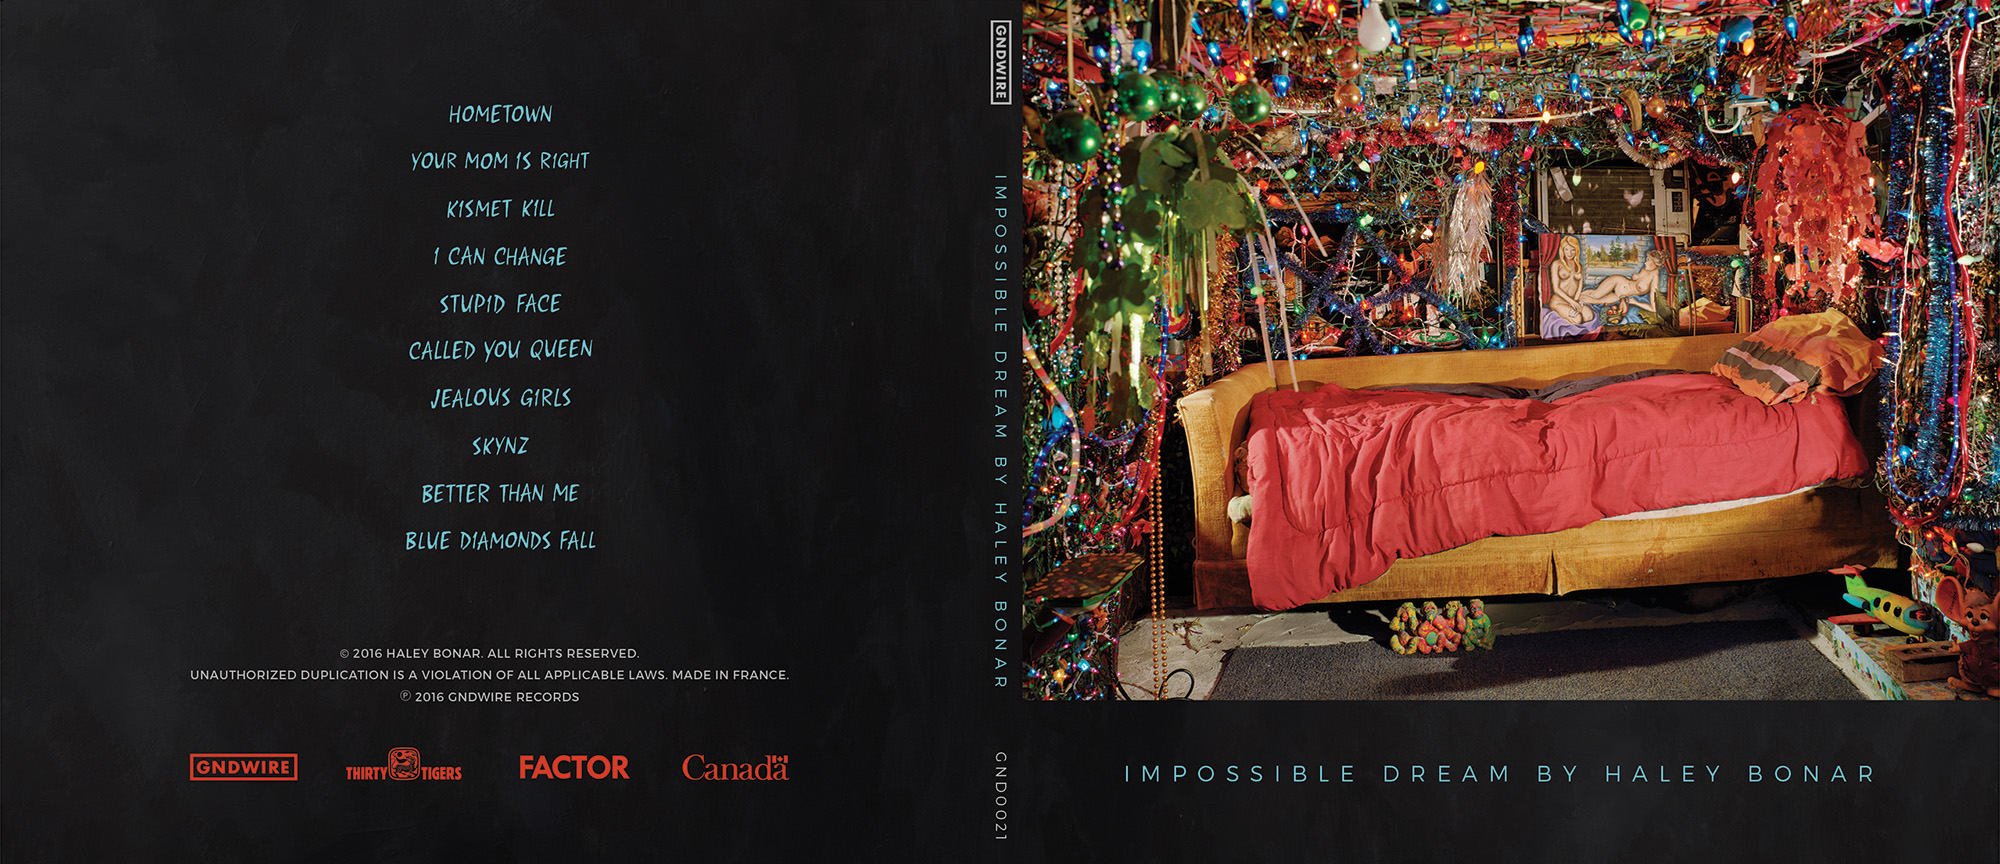 HOMETOWN
YOUR MOM IS RIGHT
KISMET KILL
I CAN CHANGE
STUPID FACE
CALLED YOU QUEEN
JEALOUS GIRLS
SKYNZ
BETTER THAN ME
BLUE DIAMONDS FALL
© 2016 HALEY BONAR. ALL RIGHTS RESERVED.
UNAUTHORIZED DUPLICATION IS A VIOLATION OF ALL APPLICABLE LAWS. MADE IN FRANCE.
℗ 2016 GNDWIRE RECORDS
GNDWIRE
THIRTY TIGERS
FACTOR
Canada
GNDWIRE
IMPOSSIBLE DREAM BY HALEY BONAR
GND0021
IMPOSSIBLE DREAM BY HALEY BONAR